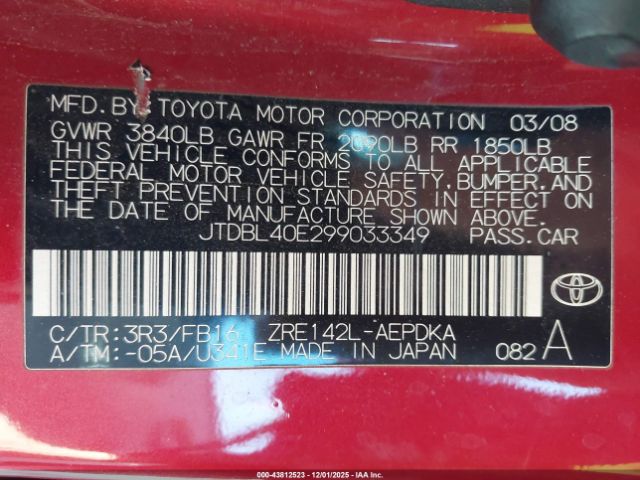 MFD.BY TOYOTA MOTOR CORPORATION 03/08
GVWR 3840LB GAWR FR 2090LB RR 1850LB
THIS VEHICLE CONFORMS TO ALL APPLICABLE
FEDERAL MOTOR VEHICLE SAFETY,BUMPER,AND
THEFT PREVENTION STANDARDS IN EFFECT ON
THE DATE OF MANUFACTURE SHOWN ABOVE.
JTDBL40E299033349 PASS.CAR
C/TR:3R3/FB16 ZRE142L-AEPDKA
A/TM:-05A/U341E MADE IN JAPAN 082 A
TOYOTA
000-43812523 - 12/01/2025 - IAA Inc.